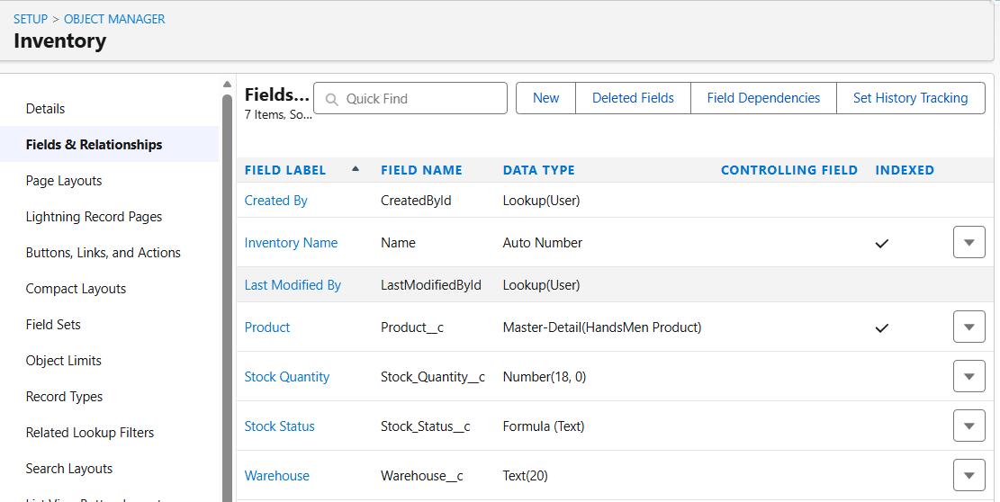 SETUP > OBJECT MANAGER
Inventory
Details
Fields & Relationships
Page Layouts
Lightning Record Pages
Buttons, Links, and Actions
Compact Layouts
Field Sets
Object Limits
Record Types
Related Lookup Filters
Search Layouts
Fields...
7 Items, So...
Quick Find
New
Deleted Fields
Field Dependencies
Set History Tracking
FIELD LABEL FIELD NAME DATA TYPE CONTROLLING FIELD INDEXED
Created By CreatedById Lookup(User)
Inventory Name Name Auto Number
Last Modified By LastModifiedById Lookup(User)
Product Product__c Master-Detail(HandsMen Product)
Stock Quantity Stock_Quantity__c Number(18, 0)
Stock Status Stock_Status__c Formula (Text)
Warehouse Warehouse__c Text(20)